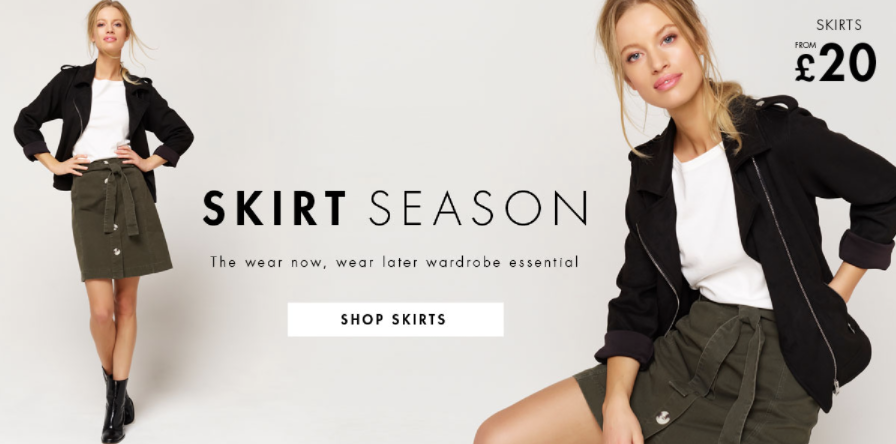 SKIRTS
FROM
£20
SKIRT SEASON
The wear now, wear later wardrobe essential
SHOP SKIRTS